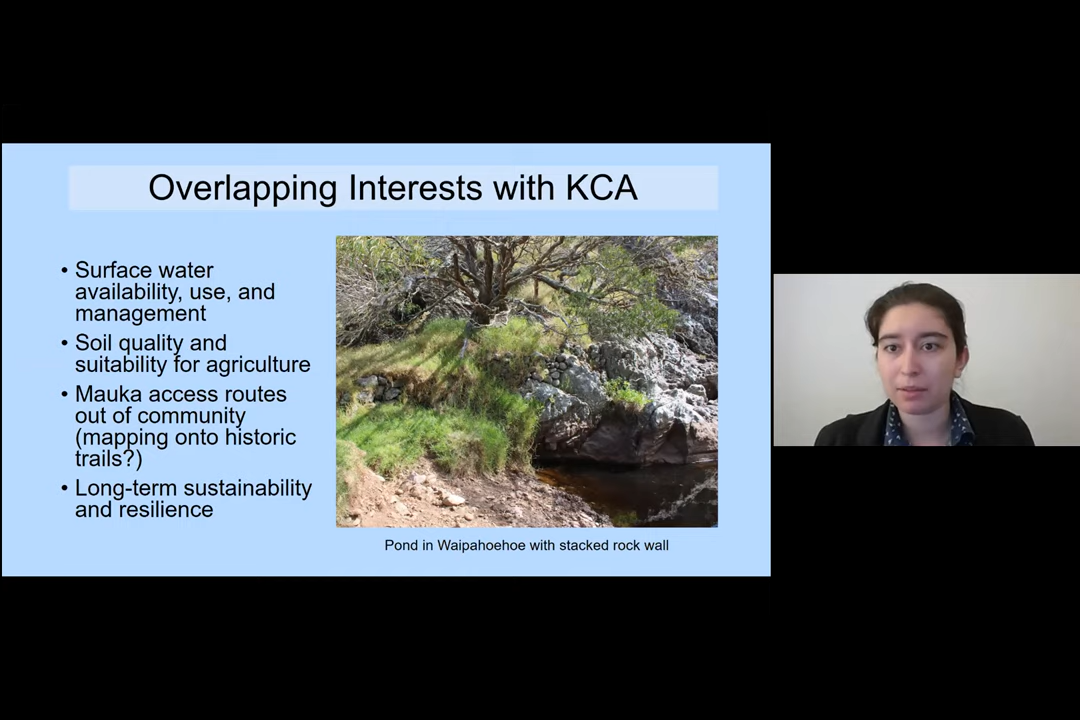 Overlapping Interests with KCA
• Surface water
availability, use, and
management
• Soil quality and
suitability for agriculture
• Mauka access routes
out of community
(mapping onto historic
trails?)
• Long-term sustainability
and resilience
Pond in Waipahoehoe with stacked rock wall